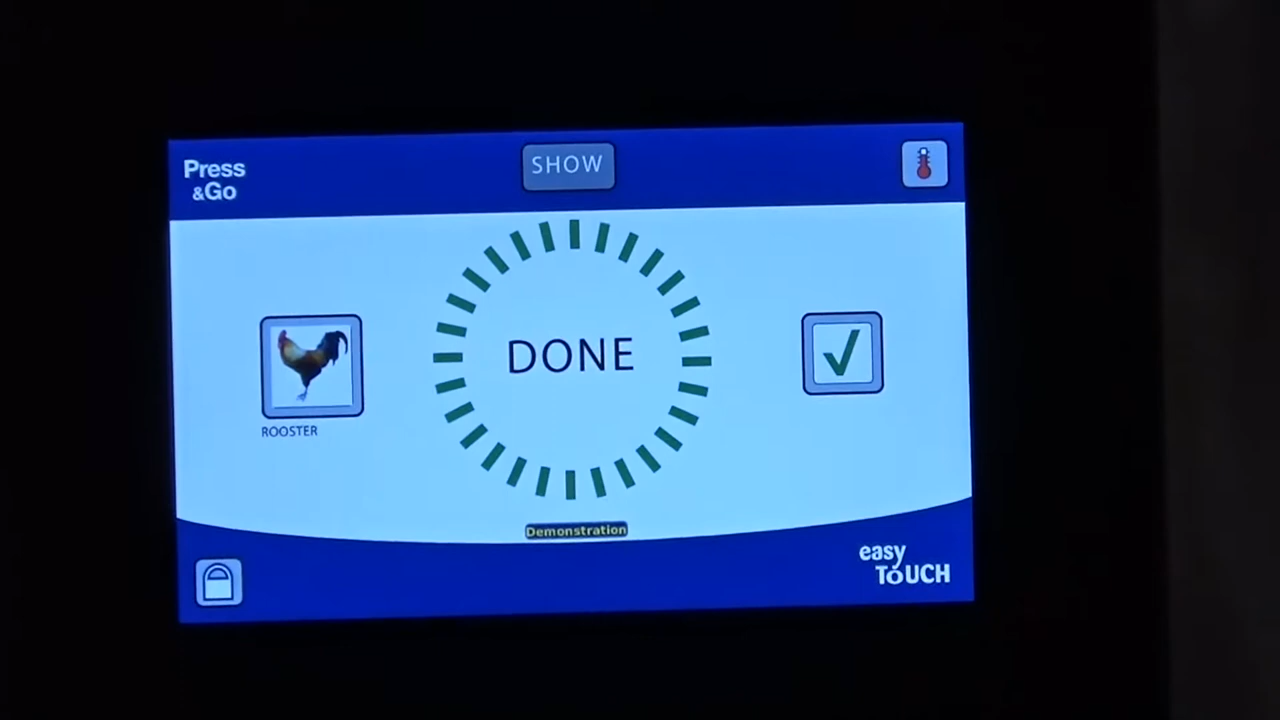 Press
&Go
SHOW
DONE
ROOSTER
Demonstration
easy
TOUCH